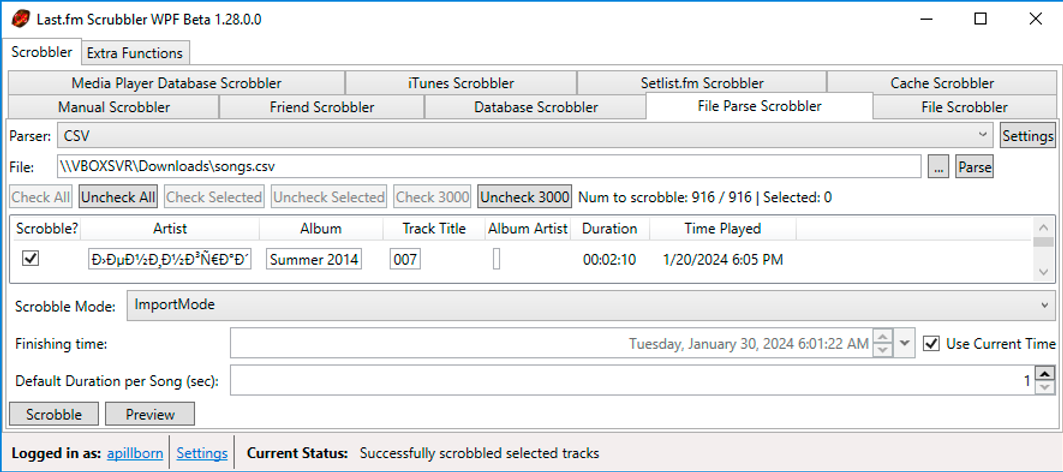 Last.fm Scrubbler WPF Beta 1.28.0.0
Scrobbler Extra Functions
Media Player Database Scrobbler iTunes Scrobbler Setlist.fm Scrobbler Cache Scrobbler
Manual Scrobbler Friend Scrobbler Database Scrobbler File Parse Scrobbler File Scrobbler
Parser: CSV Settings
File: \\VBOXSVR\Downloads\songs.csv ... Parse
Check All Uncheck All Check Selected Uncheck Selected Check 3000 Uncheck 3000 Num to scrobble: 916 / 916 | Selected: 0
Scrobble? Artist Album Track Title Album Artist Duration Time Played
Ð›ÐµÐ½Ð¸Ð½Ð³Ñ€Ð°Ð´ Summer 2014 007 00:02:10 1/20/2024 6:05 PM
Scrobble Mode: ImportMode
Finishing time: Tuesday, January 30, 2024 6:01:22 AM Use Current Time
Default Duration per Song (sec): 1
Scrobble Preview
Logged in as: apillborn Settings Current Status: Successfully scrobbled selected tracks